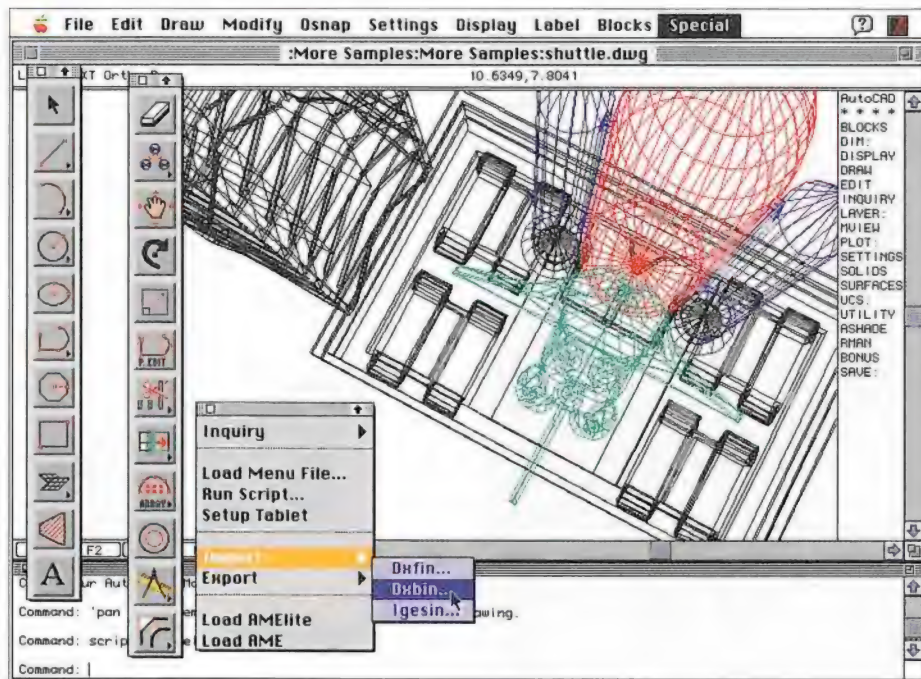 File Edit Draw Modify Osnap Settings Display Label Blocks Special
:More Samples:More Samples:shuttle.dwg
10.6349,7.8041
AutoCAD
* * * *
BLOCKS
DIM:
DISPLAY
DRAW
EDIT
INQUIRY
LAYER:
MVIEW
PLOT:
SETTINGS
SOLIDS
SURFACES
UCS:
UTILITY
ASHADE
RMAN
BONUS
SAVE:
P.EDIT
ARRAY
A
Inquiry
Load Menu File...
Run Script...
Setup Tablet
Import
Export
Load AMElite
Load AME
Dxfin...
Dxbin...
Igesin...
F2
Command: 'pan
Command:
Command: